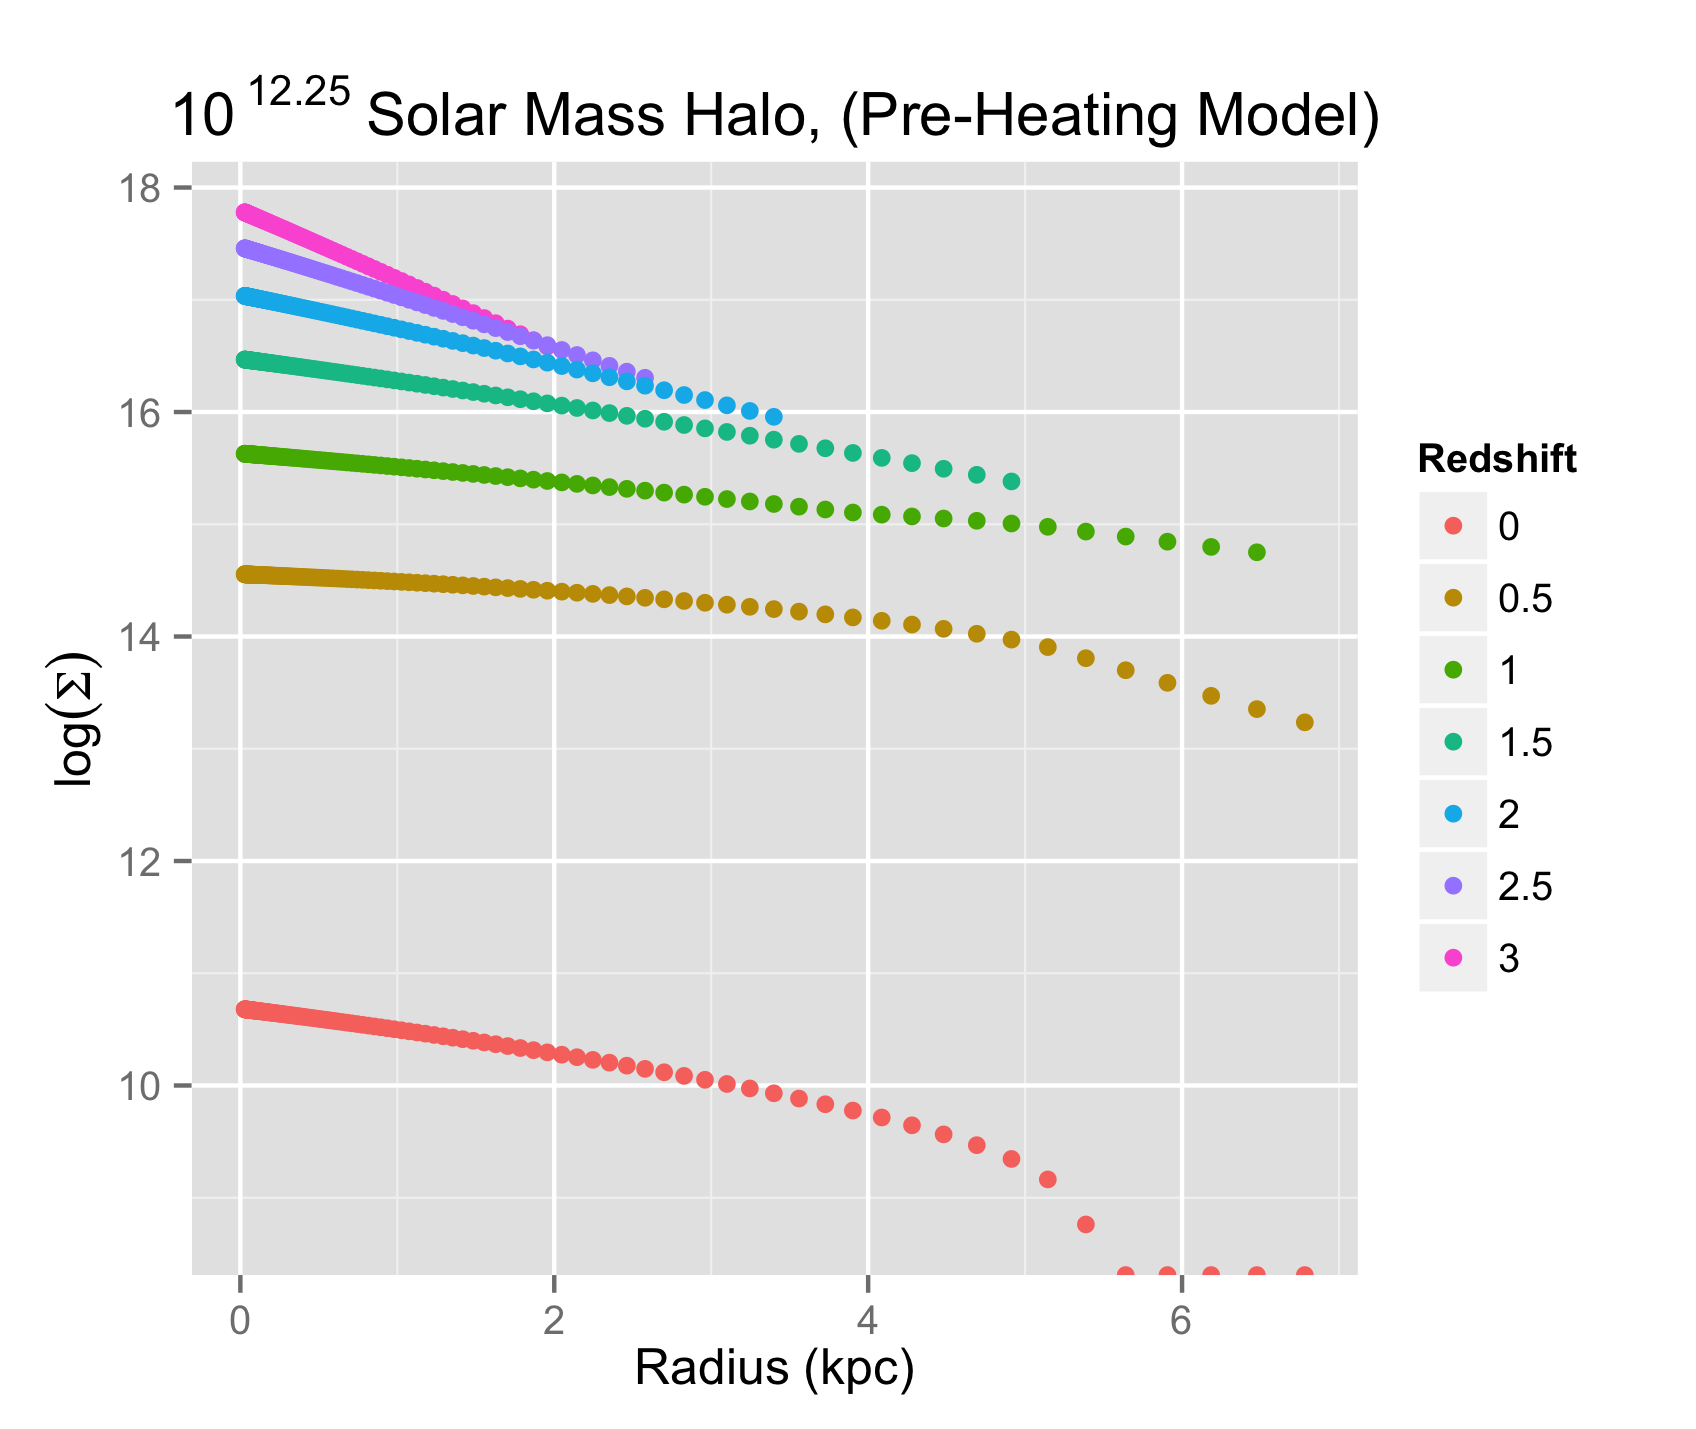 10^12.25 Solar Mass Halo, (Pre-Heating Model)
18
16
14
12
10
log(Σ)
0 2 4 6
Radius (kpc)
Redshift
0
0.5
1
1.5
2
2.5
3